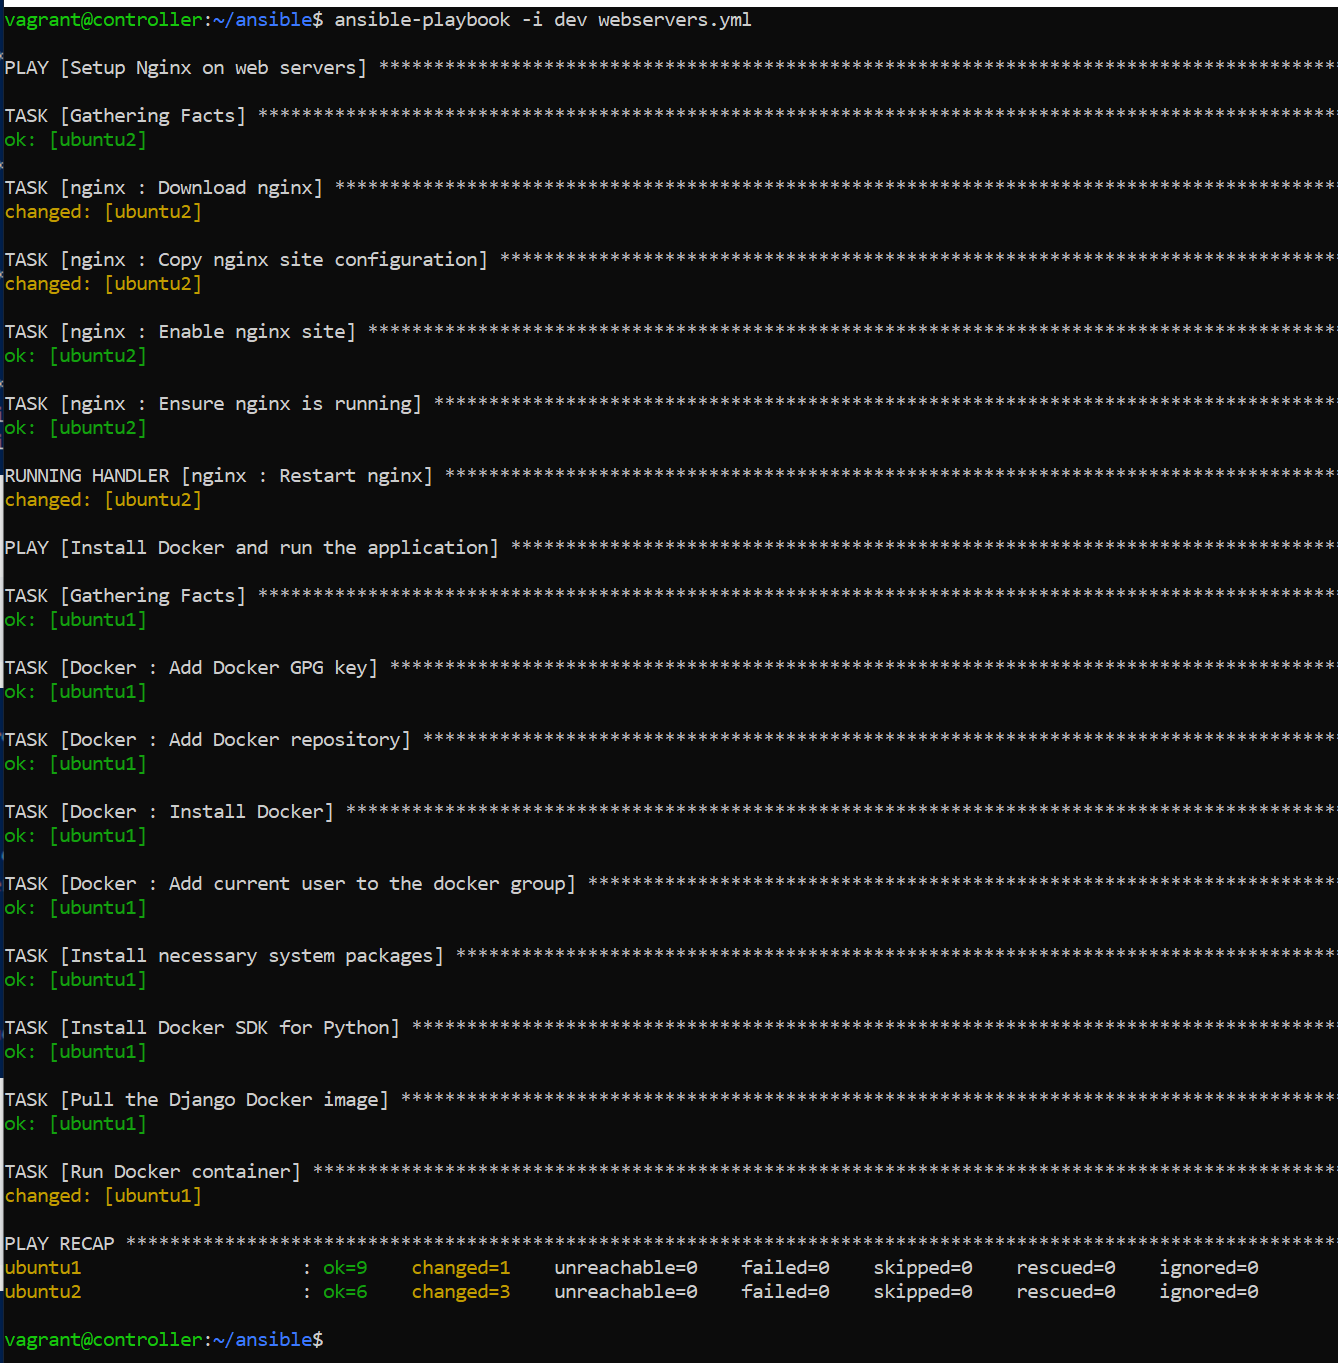 vagrant@controller:~/ansible$ ansible-playbook -i dev webservers.yml
PLAY [Setup Nginx on web servers] ***************************************************************************************
TASK [Gathering Facts] **************************************************************************************************
ok: [ubuntu2]
TASK [nginx : Download nginx] *******************************************************************************************
changed: [ubuntu2]
TASK [nginx : Copy nginx site configuration] ****************************************************************************
changed: [ubuntu2]
TASK [nginx : Enable nginx site] ****************************************************************************************
ok: [ubuntu2]
TASK [nginx : Ensure nginx is running] **********************************************************************************
ok: [ubuntu2]
RUNNING HANDLER [nginx : Restart nginx] *********************************************************************************
changed: [ubuntu2]
PLAY [Install Docker and run the application] ***************************************************************************
TASK [Gathering Facts] **************************************************************************************************
ok: [ubuntu1]
TASK [Docker : Add Docker GPG key] **************************************************************************************
ok: [ubuntu1]
TASK [Docker : Add Docker repository] ***********************************************************************************
ok: [ubuntu1]
TASK [Docker : Install Docker] ******************************************************************************************
ok: [ubuntu1]
TASK [Docker : Add current user to the docker group] ********************************************************************
ok: [ubuntu1]
TASK [Install necessary system packages] ********************************************************************************
ok: [ubuntu1]
TASK [Install Docker SDK for Python] ************************************************************************************
ok: [ubuntu1]
TASK [Pull the Django Docker image] *************************************************************************************
ok: [ubuntu1]
TASK [Run Docker container] *********************************************************************************************
changed: [ubuntu1]
PLAY RECAP **************************************************************************************************************
ubuntu1                    : ok=9    changed=1    unreachable=0    failed=0    skipped=0    rescued=0    ignored=0
ubuntu2                    : ok=6    changed=3    unreachable=0    failed=0    skipped=0    rescued=0    ignored=0
vagrant@controller:~/ansible$